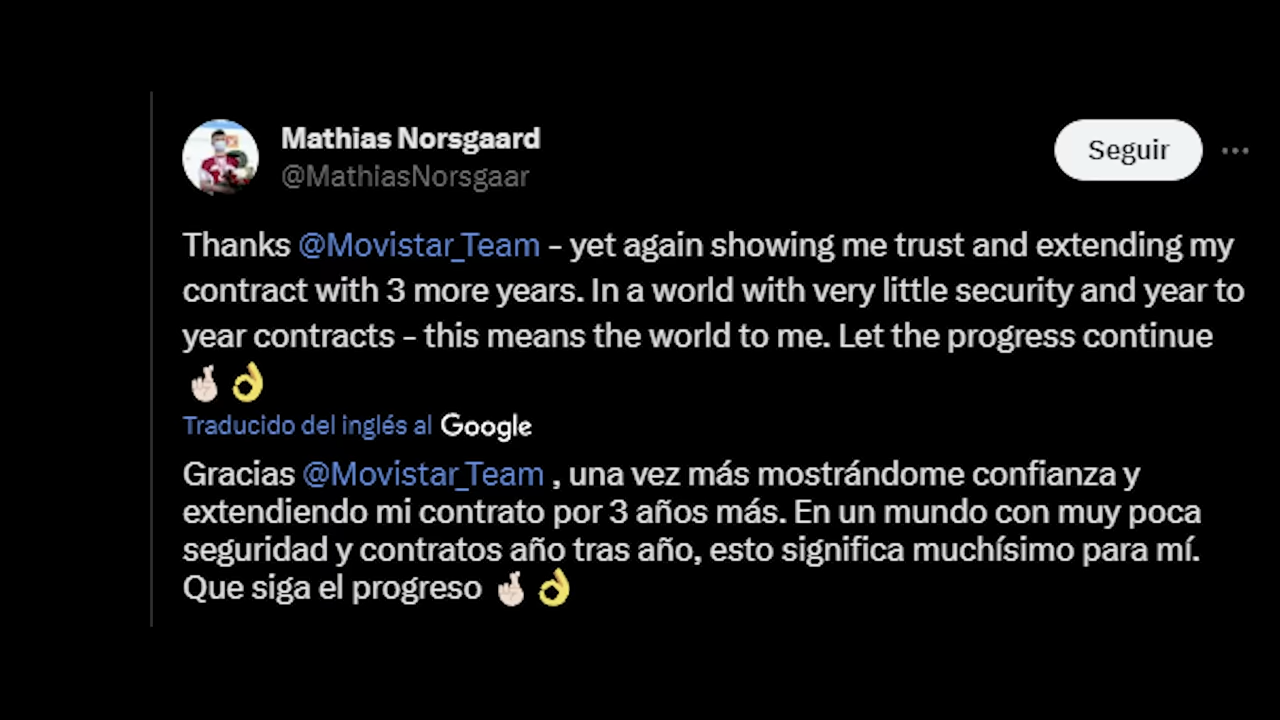 Mathias Norsgaard
@MathiasNorsgaar
Seguir
Thanks @Movistar_Team – yet again showing me trust and extending my
contract with 3 more years. In a world with very little security and year to
year contracts – this means the world to me. Let the progress continue
🤞🏻👌
Traducido del inglés al Google
Gracias @Movistar_Team , una vez más mostrándome confianza y
extendiendo mi contrato por 3 años más. En un mundo con muy poca
seguridad y contratos año tras año, esto significa muchísimo para mí.
Que siga el progreso 🤞🏻👌